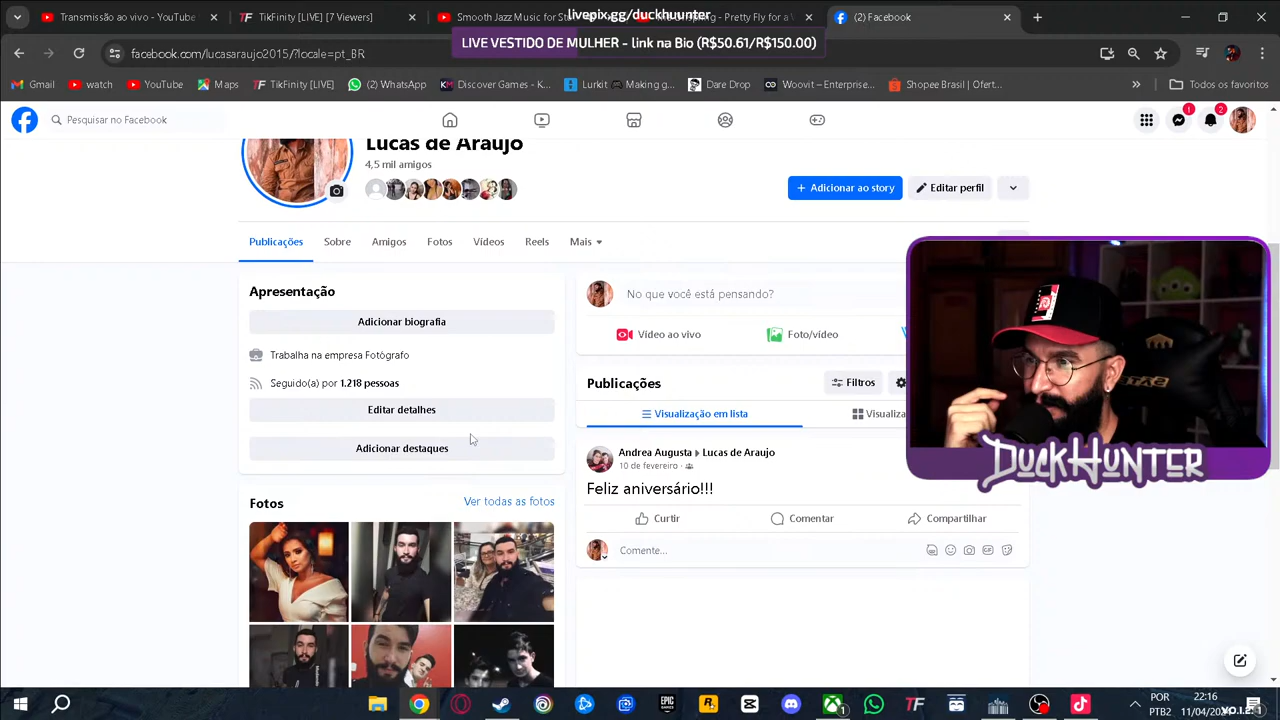 livepix.gg/duckhuunter
Transmissão ao vivo - YouTube
TikFinity [LIVE] [7 Viewers]
Smooth Jazz Music for Stu
Pretty Fly for a
(2) Facebook
LIVE VESTIDO DE MULHER - link na Bio (R$50.61/R$150.00)
facebook.com/lucasaraujo2015/?locale=pt_BR
Gmail
watch
YouTube
Maps
TikFinity [LIVE]
(2) WhatsApp
Discover Games - K...
Lurkit
Making g...
Dare Drop
Woovit – Enterprise...
Shopee Brasil | Ofert...
Todos os favoritos
Pesquisar no Facebook
1
2
Lucas de Araujo
4,5 mil amigos
+ Adicionar ao story
Editar perfil
Publicações
Sobre
Amigos
Fotos
Vídeos
Reels
Mais
Apresentação
Adicionar biografia
Trabalha na empresa Fotógrafo
Seguido(a) por 1.218 pessoas
Editar detalhes
Adicionar destaques
Fotos
Ver todas as fotos
No que você está pensando?
Vídeo ao vivo
Foto/vídeo
Publicações
Filtros
Visualização em lista
Visualiza
Andrea Augusta ▸ Lucas de Araujo
10 de fevereiro ·
Feliz aniversário!!!
Curtir
Comentar
Compartilhar
Comente...
DUCKHUNTER
POR
PTB2
22:16